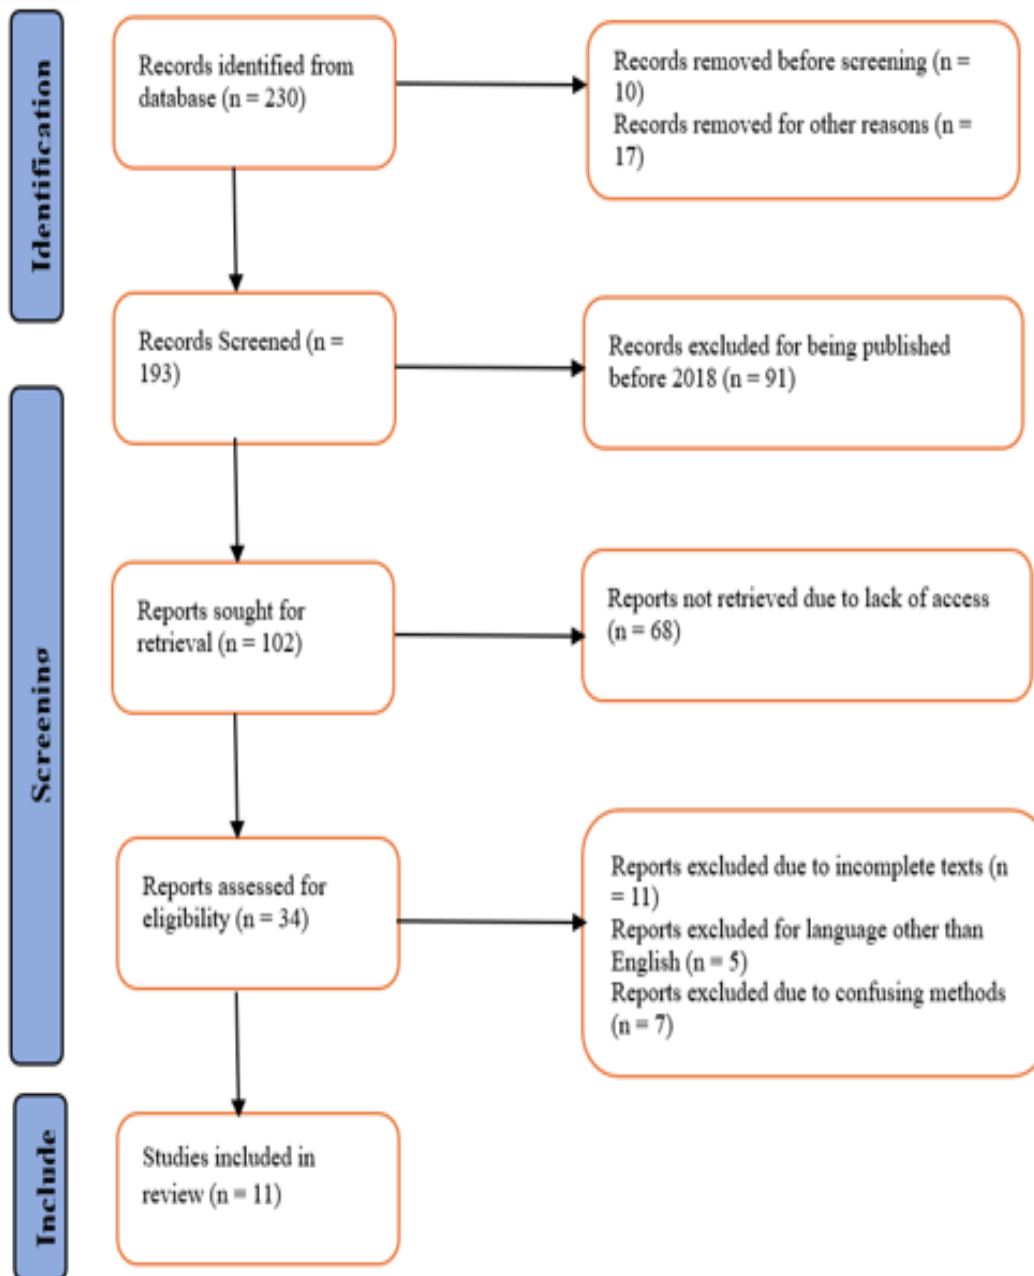 Identification
Records identified from
database (n = 230)
Records removed before screening (n =
10)
Records removed for other reasons (n =
17)
Records Screened (n =
193)
Records excluded for being published
before 2018 (n = 91)
Screening
Reports sought for
retrieval (n = 102)
Reports not retrieved due to lack of access
(n = 68)
Reports assessed for
eligibility (n = 34)
Reports excluded due to incomplete texts (n
= 11)
Reports excluded for language other than
English (n = 5)
Reports excluded due to confusing methods
(n = 7)
Include
Studies included in
review (n = 11)